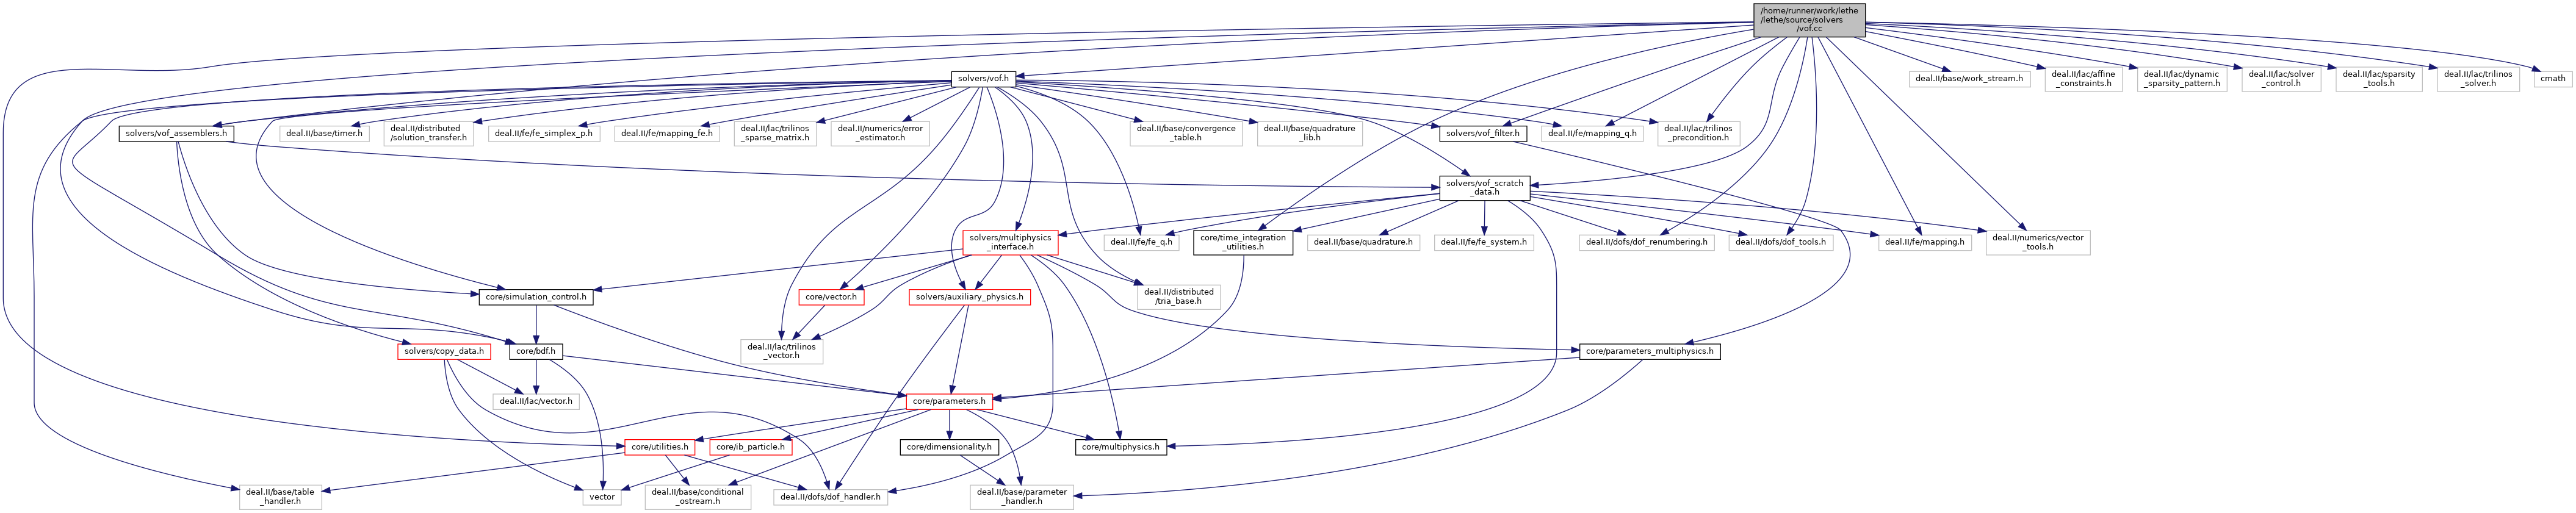 /home/runner/work/lethe
/lethe/source/solvers
/vof.cc
solvers/vof.h
deal.II/base/work_stream.h
deal.II/lac/affine
_constraints.h
deal.II/lac/dynamic
_sparsity_pattern.h
deal.II/lac/solver
_control.h
deal.II/lac/sparsity
_tools.h
deal.II/lac/trilinos
_solver.h
cmath
solvers/vof_assemblers.h
deal.II/base/timer.h
deal.II/distributed
/solution_transfer.h
deal.II/fe/fe_simplex_p.h
deal.II/fe/mapping_fe.h
deal.II/lac/trilinos
_sparse_matrix.h
deal.II/numerics/error
_estimator.h
deal.II/base/convergence
_table.h
deal.II/base/quadrature
_lib.h
solvers/vof_filter.h
deal.II/fe/mapping_q.h
deal.II/lac/trilinos
_precondition.h
solvers/vof_scratch
_data.h
solvers/multiphysics
_interface.h
deal.II/fe/fe_q.h
core/time_integration
_utilities.h
deal.II/base/quadrature.h
deal.II/fe/fe_system.h
deal.II/dofs/dof_renumbering.h
deal.II/dofs/dof_tools.h
deal.II/fe/mapping.h
deal.II/numerics/vector
_tools.h
core/simulation_control.h
core/vector.h
solvers/auxiliary_physics.h
deal.II/distributed
/tria_base.h
solvers/copy_data.h
core/bdf.h
deal.II/lac/trilinos
_vector.h
core/parameters_multiphysics.h
deal.II/lac/vector.h
core/parameters.h
core/utilities.h
core/ib_particle.h
core/dimensionality.h
core/multiphysics.h
deal.II/base/table
_handler.h
vector
deal.II/base/conditional
_ostream.h
deal.II/dofs/dof_handler.h
deal.II/base/parameter
_handler.h